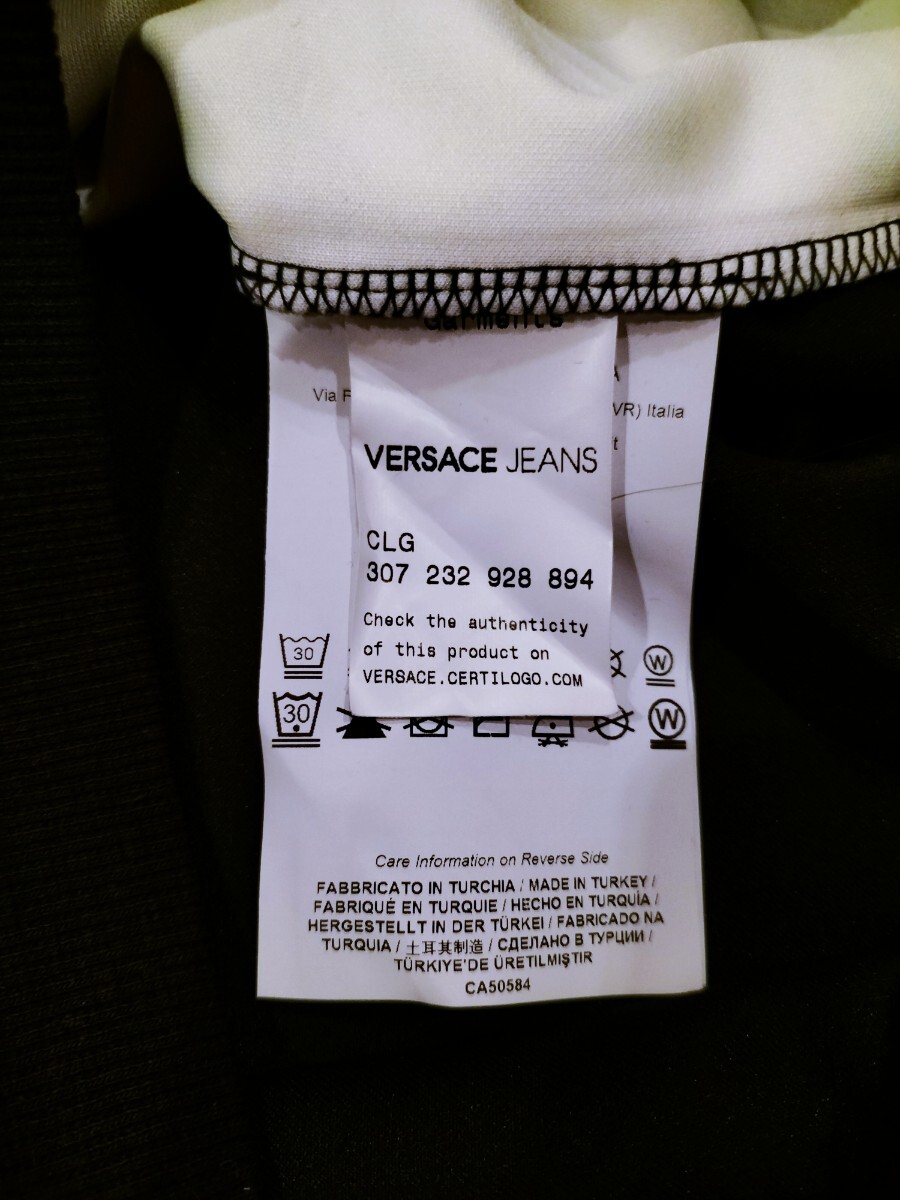 Garments
Via
VR) Italia
VERSACE JEANS
CLG
307 232 928 894
Check the authenticity
of this product on
VERSACE.CERTILOGO.COM
30
W
30
W
Care Information on Reverse Side
FABBRICATO IN TURCHIA / MADE IN TURKEY /
FABRIQUÉ EN TURQUIE / HECHO EN TURQUÍA /
HERGESTELLT IN DER TÜRKEI / FABRICADO NA
TURQUIA / 土耳其制造 / СДЕЛАНО В ТУРЦИИ /
TÜRKIYE'DE ÜRETILMIŞTIR
CA50584